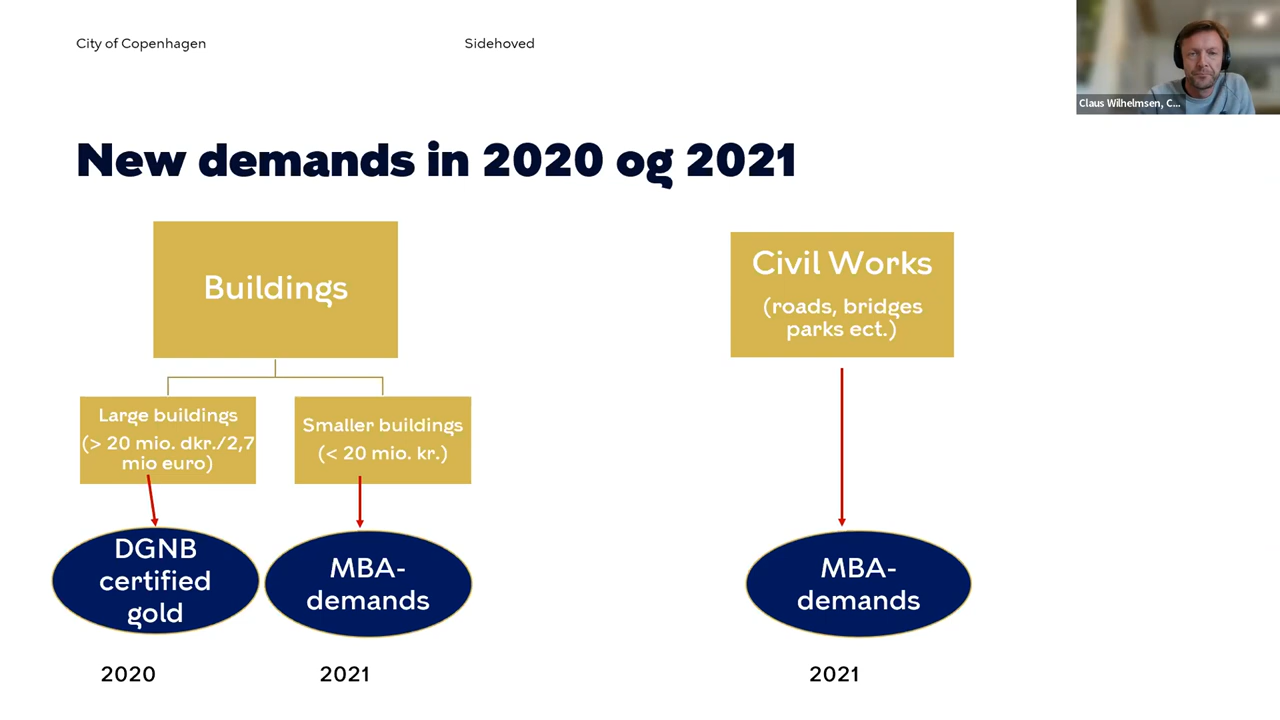 City of Copenhagen
Sidehoved
Claus Wilhelmsen, C...
New demands in 2020 og 2021
Buildings
Large buildings
(> 20 mio. dkr./2,7
mio euro)
Smaller buildings
(< 20 mio. kr.)
Civil Works
(roads, bridges
parks ect.)
DGNB
certified
gold
MBA-
demands
MBA-
demands
2020
2021
2021